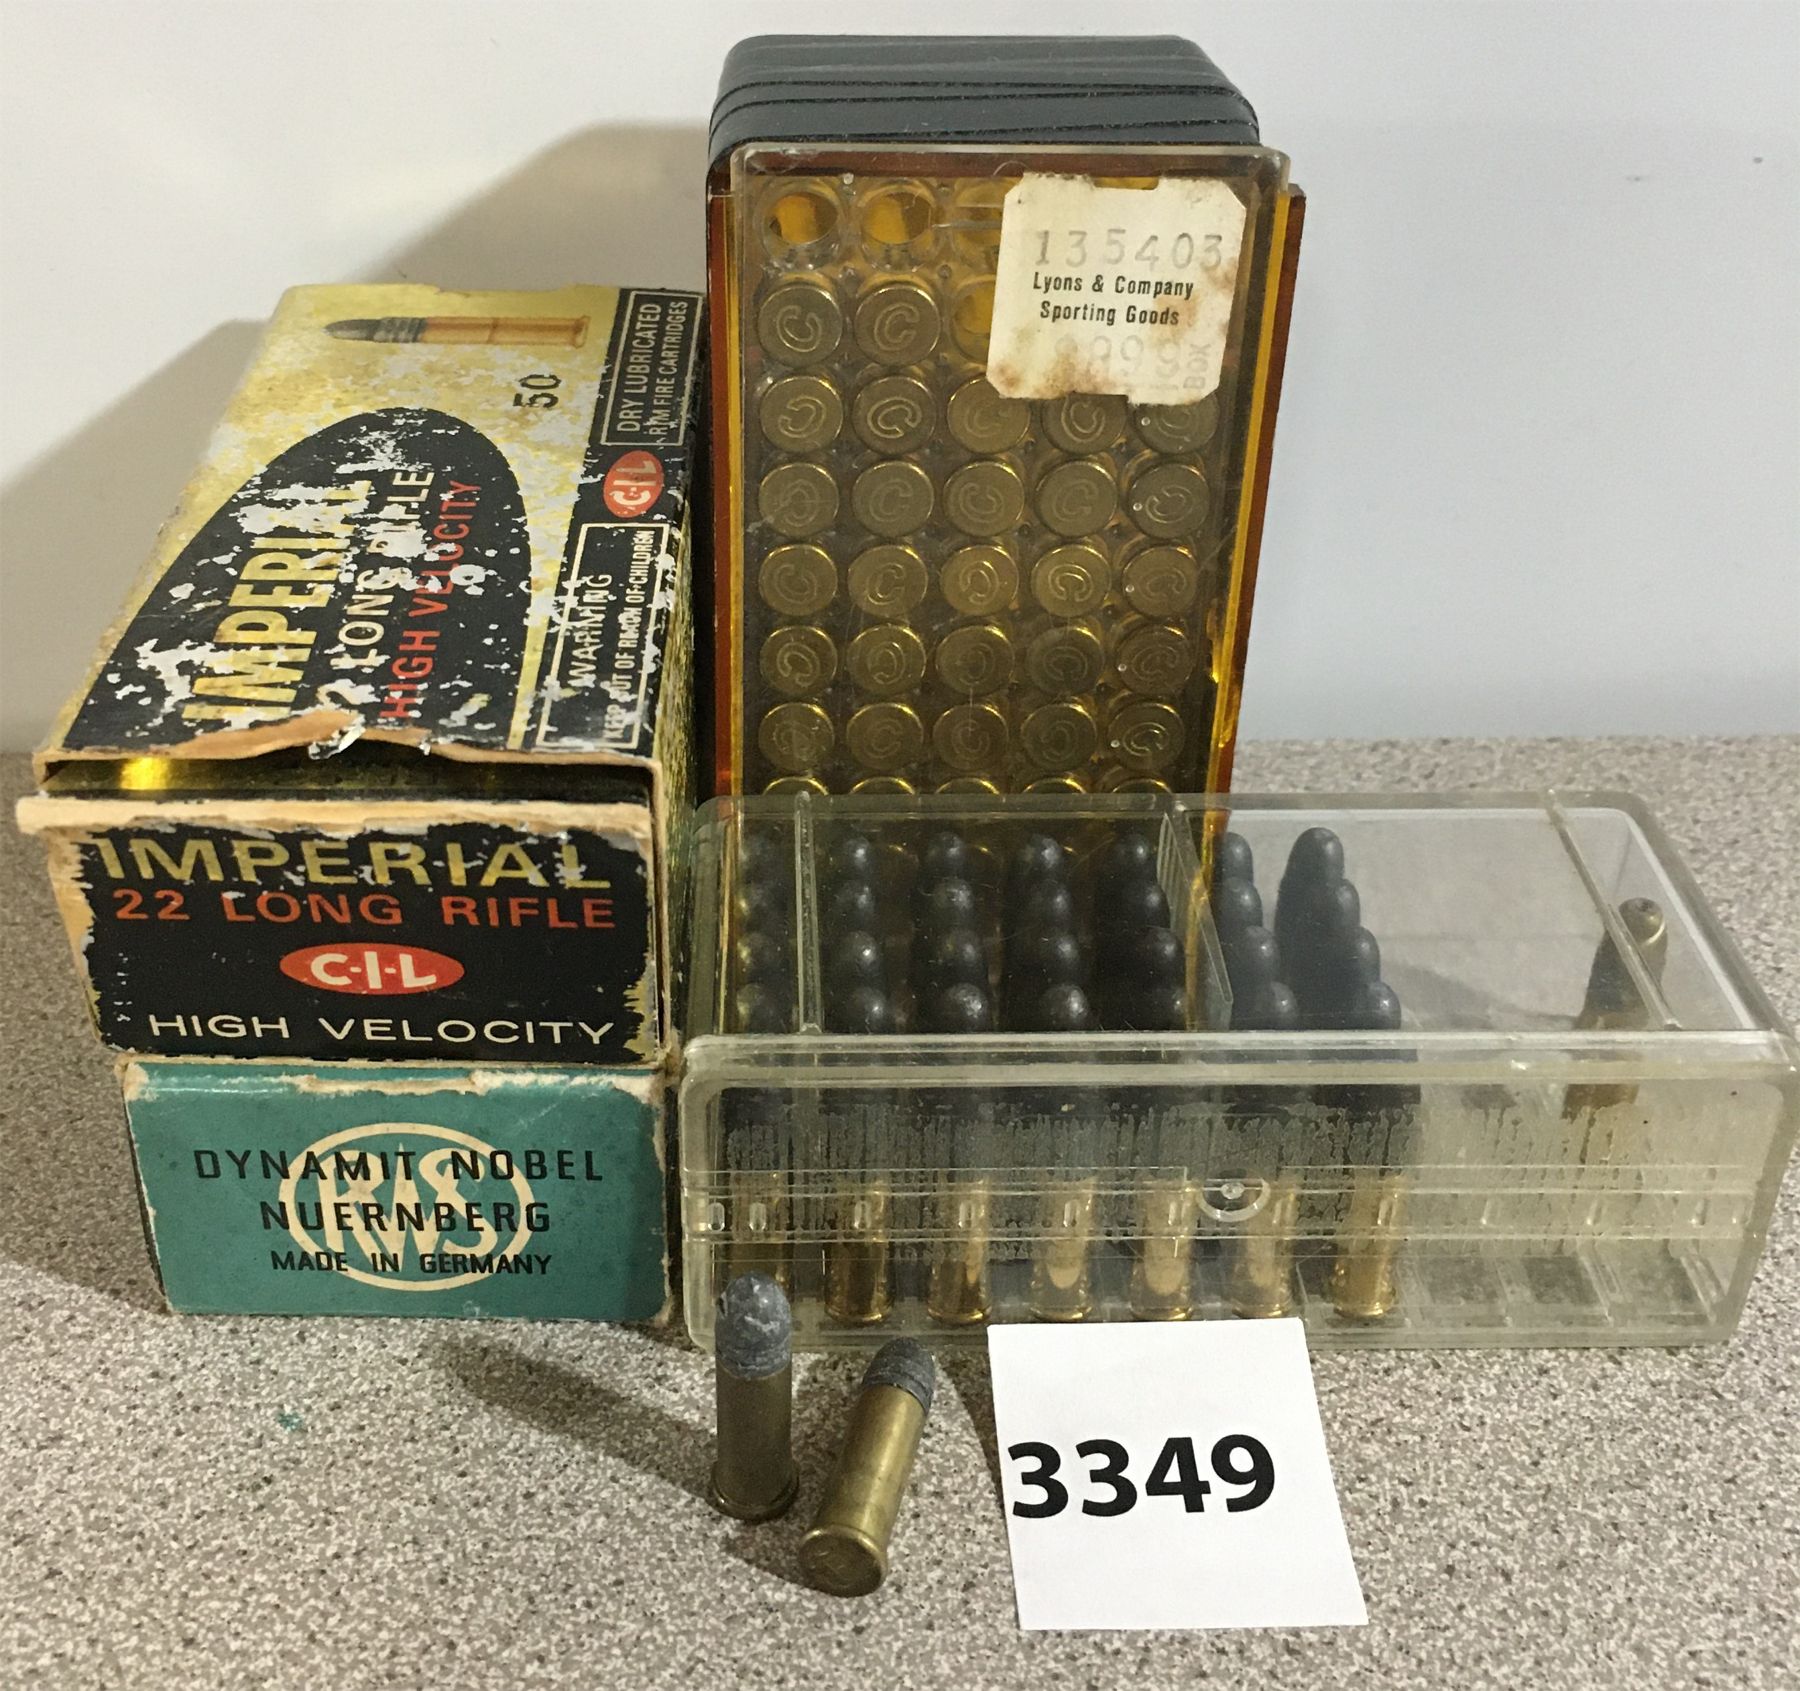 50
DRY LUBRICATED
RIM FIRE CARTRIDGES
C-I-L
WARNING
KEEP OUT OF REACH OF CHILDREN
IMPERIAL
LONG RIFLE
HIGH VELOCITY
IMPERIAL
22 LONG RIFLE
C-I-L
HIGH VELOCITY
RWS
DYNAMIT NOBEL
NUERNBERG
MADE IN GERMANY
135403
Lyons & Company
Sporting Goods
BOX
3349